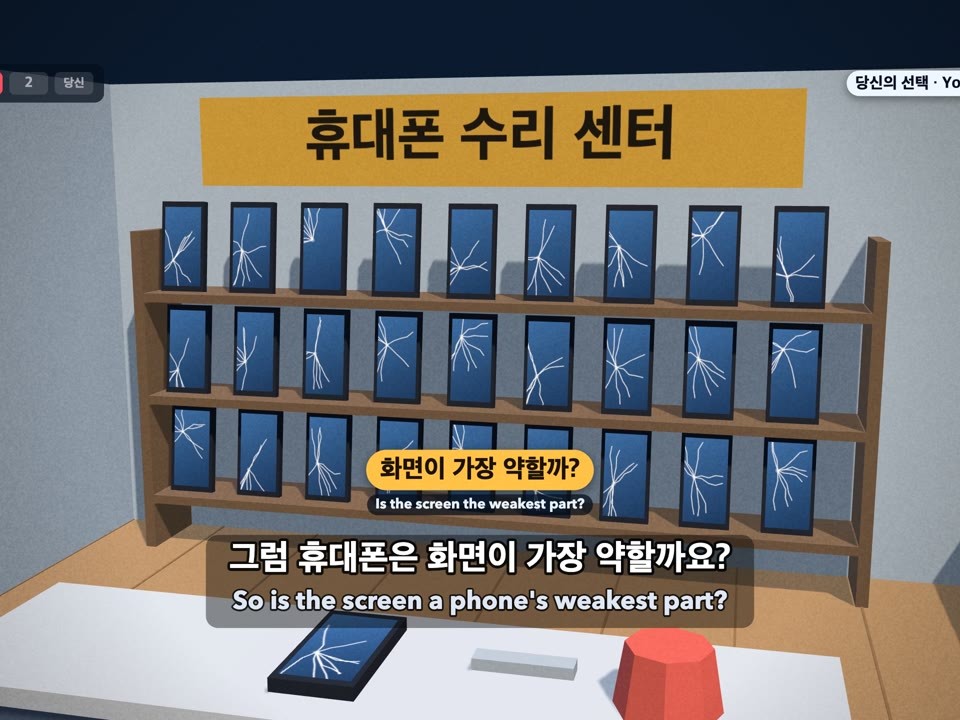 2
당신
당신의 선택 · Yo
휴대폰 수리 센터
화면이 가장 약할까?
Is the screen the weakest part?
그럼 휴대폰은 화면이 가장 약할까요?
So is the screen a phone's weakest part?